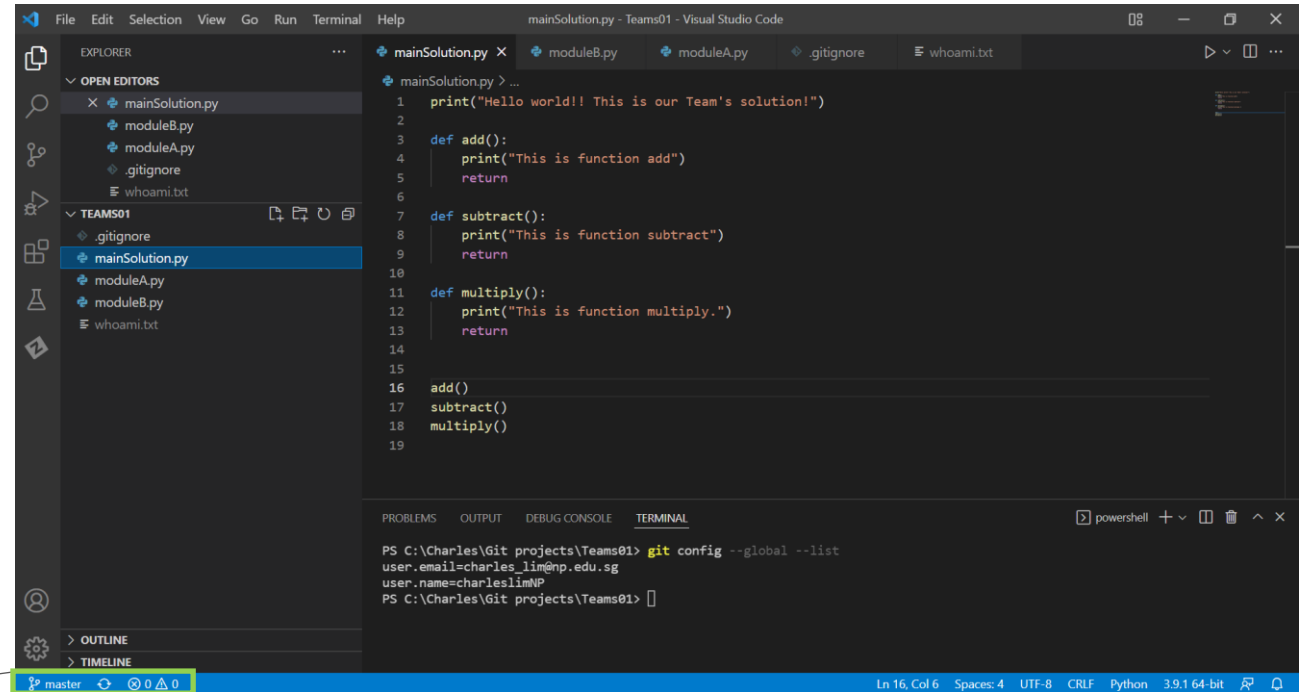 File Edit Selection View Go Run Terminal Help mainSolution.py - Teams01 - Visual Studio Code
EXPLORER
OPEN EDITORS
mainSolution.py
moduleB.py
moduleA.py
.gitignore
whoami.txt
TEAMS01
.gitignore
mainSolution.py
moduleA.py
moduleB.py
whoami.txt
OUTLINE
TIMELINE
mainSolution.py moduleB.py moduleA.py .gitignore whoami.txt
mainSolution.py > ...
1 print("Hello world!! This is our Team's solution!")
2
3 def add():
4 print("This is function add")
5 return
6
7 def subtract():
8 print("This is function subtract")
9 return
10
11 def multiply():
12 print("This is function multiply.")
13 return
14
15
16 add()
17 subtract()
18 multiply()
19
PROBLEMS OUTPUT DEBUG CONSOLE TERMINAL powershell
PS C:\Charles\Git projects\Teams01> git config --global --list
user.email=charles_lim@np.edu.sg
user.name=charleslimNP
PS C:\Charles\Git projects\Teams01>
master 0 0 Ln 16, Col 6 Spaces: 4 UTF-8 CRLF Python 3.9.1 64-bit